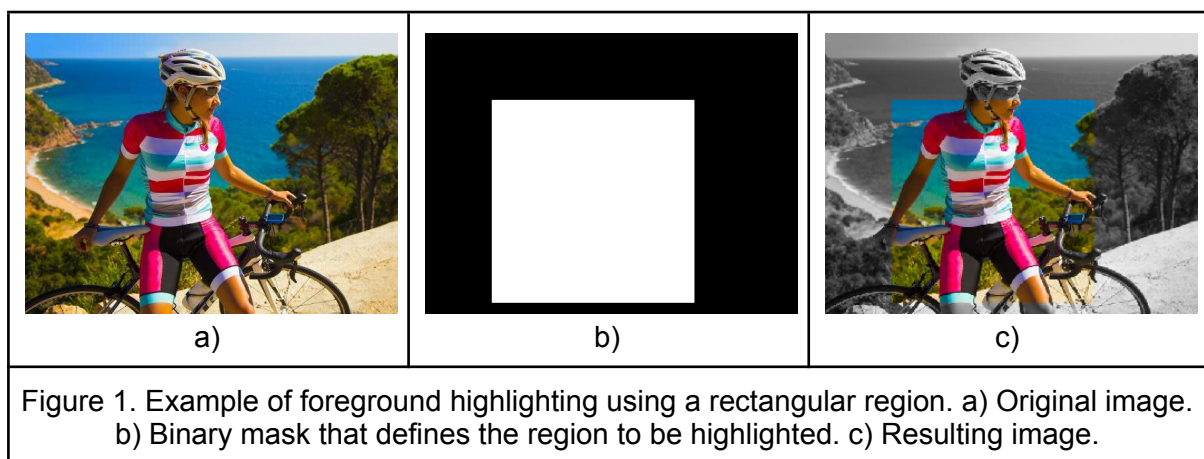 a)
b)
c)
Figure 1. Example of foreground highlighting using a rectangular region. a) Original image.
b) Binary mask that defines the region to be highlighted. c) Resulting image.